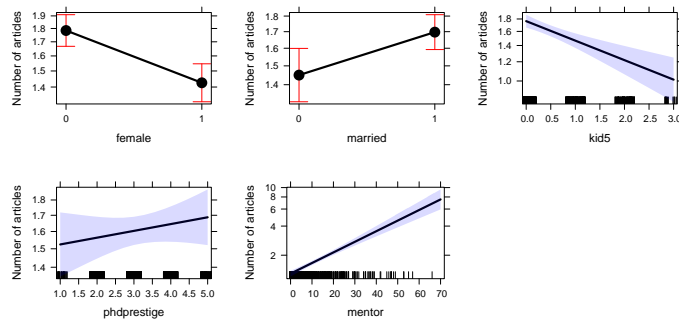 Number of articles
1.9
1.8
1.7
1.6
1.5
1.4
0
1
female
Number of articles
1.8
1.7
1.6
1.5
1.4
0
1
married
Number of articles
1.8
1.6
1.4
1.2
1.0
0.0 0.5 1.0 1.5 2.0 2.5 3.0
kid5
Number of articles
1.8
1.7
1.6
1.5
1.4
1.0 1.5 2.0 2.5 3.0 3.5 4.0 4.5 5.0
phdprestige
Number of articles
10
8
6
4
2
0 10 20 30 40 50 60 70
mentor